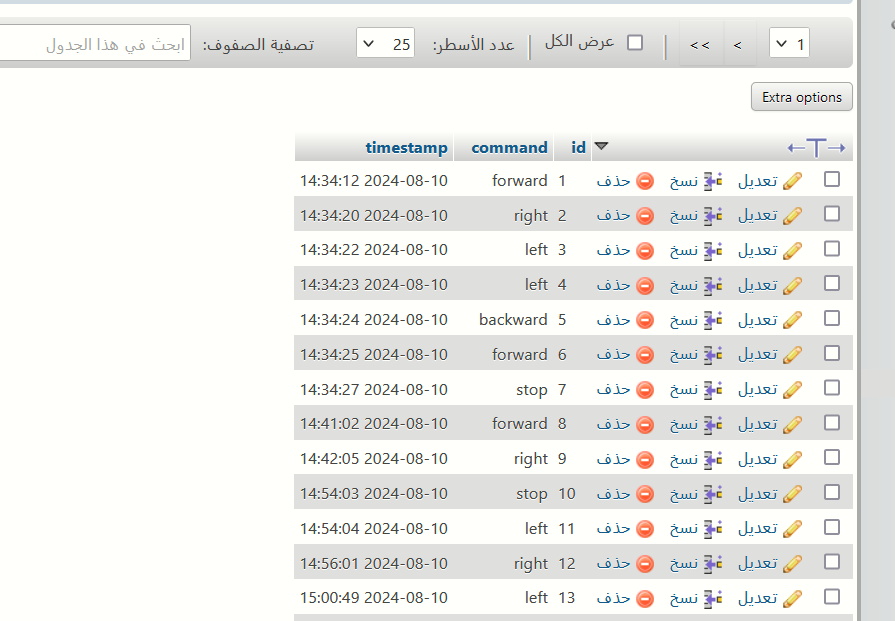 1 > >> عرض الكل عدد الأسطر: 25 تصفية الصفوف: ابحث في هذا الجدول
Extra options
←T→ id command timestamp
تعديل نسخ حذف 1 forward 2024-08-10 14:34:12
تعديل نسخ حذف 2 right 2024-08-10 14:34:20
تعديل نسخ حذف 3 left 2024-08-10 14:34:22
تعديل نسخ حذف 4 left 2024-08-10 14:34:23
تعديل نسخ حذف 5 backward 2024-08-10 14:34:24
تعديل نسخ حذف 6 forward 2024-08-10 14:34:25
تعديل نسخ حذف 7 stop 2024-08-10 14:34:27
تعديل نسخ حذف 8 forward 2024-08-10 14:41:02
تعديل نسخ حذف 9 right 2024-08-10 14:42:05
تعديل نسخ حذف 10 stop 2024-08-10 14:54:03
تعديل نسخ حذف 11 left 2024-08-10 14:54:04
تعديل نسخ حذف 12 right 2024-08-10 14:56:01
تعديل نسخ حذف 13 left 2024-08-10 15:00:49